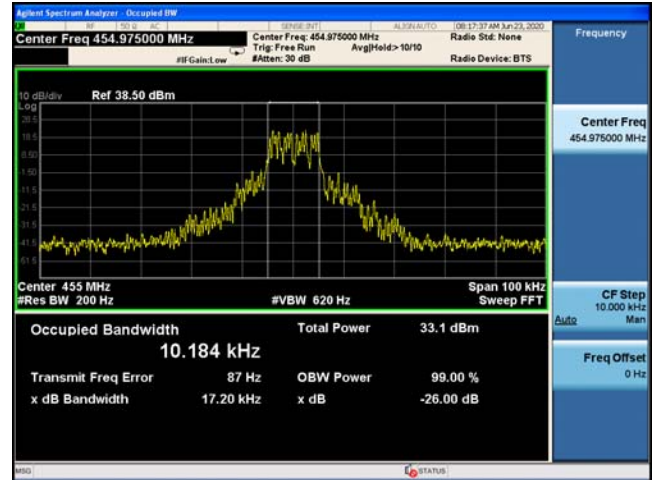 Agilent Spectrum Analyzer - Occupied BW
RF 50 Ω AC SENSE:INT ALIGNAUTO 08:17:37 AM Jun 23, 2020
Center Freq 454.975000 MHz
Center Freq: 454.975000 MHz
Radio Std: None
Trig: Free Run Avg|Hold:>10/10
#IFGain:Low #Atten: 30 dB Radio Device: BTS
10 dB/div Ref 38.50 dBm
Log
28.5
18.5
8.50
-1.50
-11.5
-21.5
-31.5
-41.5
-51.5
Center 455 MHz Span 100 kHz
#Res BW 200 Hz #VBW 620 Hz Sweep FFT
Occupied Bandwidth Total Power 33.1 dBm
10.184 kHz
Transmit Freq Error 87 Hz OBW Power 99.00 %
x dB Bandwidth 17.20 kHz x dB -26.00 dB
MSG STATUS
Frequency
Center Freq
454.975000 MHz
CF Step
10.000 kHz
Auto Man
Freq Offset
0 Hz